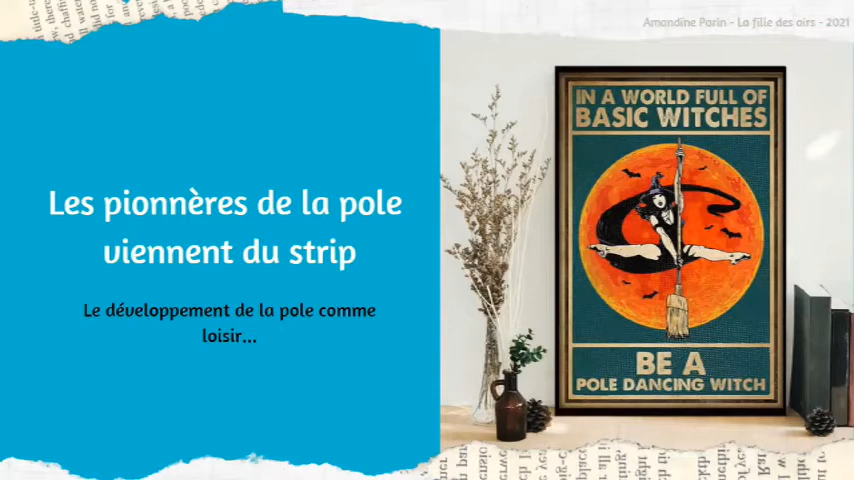 Amandine Parin - La fille des airs - 2021
IN A WORLD FULL OF
BASIC WITCHES
Les pionnères de la pole
viennent du strip
Le développement de la pole comme
loisir...
BE A
POLE DANCING WITCH